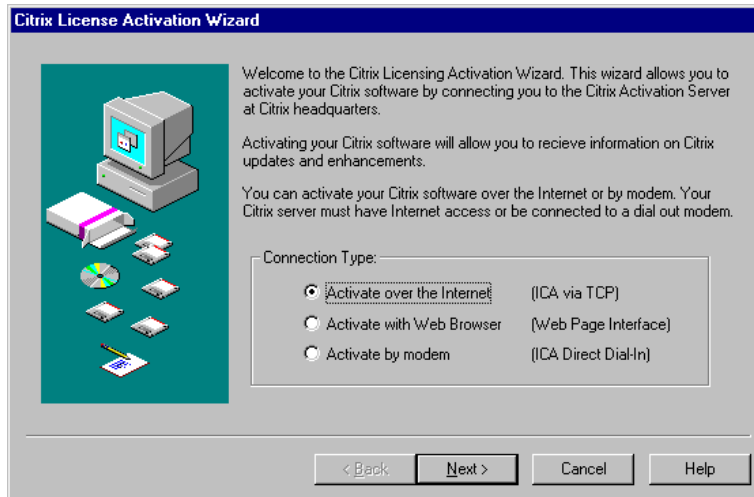 Citrix License Activation Wizard
Welcome to the Citrix Licensing Activation Wizard. This wizard allows you to
activate your Citrix software by connecting you to the Citrix Activation Server
at Citrix headquarters.
Activating your Citrix software will allow you to recieve information on Citrix
updates and enhancements.
You can activate your Citrix software over the Internet or by modem. Your
Citrix server must have Internet access or be connected to a dial out modem.
Connection Type:
Activate over the Internet (ICA via TCP)
Activate with Web Browser (Web Page Interface)
Activate by modem (ICA Direct Dial-In)
< Back Next > Cancel Help